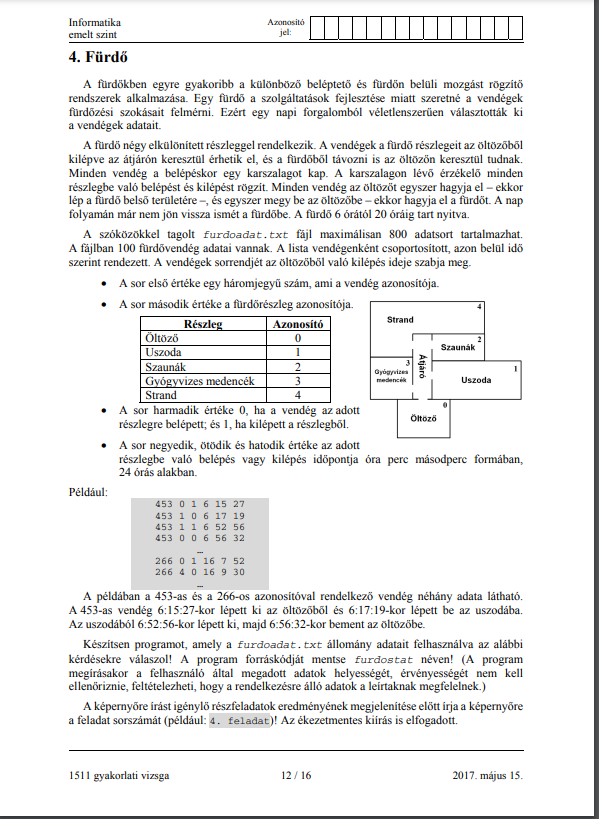 Informatika
emelt szint
Azonosító
jel:
4. Fürdő
A fürdőkben egyre gyakoribb a különböző beléptető és fürdőn belüli mozgást rögzítő
rendszerek alkalmazása. Egy fürdő a szolgáltatások fejlesztése miatt szeretné a vendégek
fürdőzési szokásait felmérni. Ezért egy napi forgalomból véletlenszerűen választották ki
a vendégek adatait.
A fürdő négy elkülönített részleggel rendelkezik. A vendégek a fürdő részlegeit az öltözőből
kilépve az átjárón keresztül érhetik el, és a fürdőből távozni is az öltözőn keresztül tudnak.
Minden vendég a belépéskor egy karszalagot kap. A karszalagon lévő érzékelő minden
részlegbe való belépést és kilépést rögzít. Minden vendég az öltözőt egyszer hagyja el – ekkor
lép a fürdő belső területére –, és egyszer megy be az öltözőbe – ekkor hagyja el a fürdőt. A nap
folyamán már nem jön vissza ismét a fürdőbe. A fürdő 6 órától 20 óráig tart nyitva.
A szóközökkel tagolt furdoadat.txt fájl maximálisan 800 adatsort tartalmazhat.
A fájlban 100 fürdővendég adatai vannak. A lista vendégenként csoportosított, azon belül idő
szerint rendezett. A vendégek sorrendjét az öltözőből való kilépés ideje szabja meg.
• A sor első értéke egy háromjegyű szám, ami a vendég azonosítója.
• A sor második értéke a fürdőrészleg azonosítója.
Részleg Azonosító
Öltöző 0
Uszoda 1
Szaunák 2
Gyógyvizes medencék 3
Strand 4
4
Strand
2
Szaunák
3
Gyógyvizes
medencék
Átjáró
1
Uszoda
0
Öltöző
• A sor harmadik értéke 0, ha a vendég az adott
részlegre belépett; és 1, ha kilépett a részlegből.
• A sor negyedik, ötödik és hatodik értéke az adott
részlegbe való belépés vagy kilépés időpontja óra perc másodperc formában,
24 órás alakban.
Például:
453 0 1 6 15 27
453 1 0 6 17 19
453 1 1 6 52 56
453 0 0 6 56 32
…
266 0 1 16 7 52
266 4 0 16 9 30
…
A példában a 453-as és a 266-os azonosítóval rendelkező vendég néhány adata látható.
A 453-as vendég 6:15:27-kor lépett ki az öltözőből és 6:17:19-kor lépett be az uszodába.
Az uszodából 6:52:56-kor lépett ki, majd 6:56:32-kor bement az öltözőbe.
Készítsen programot, amely a furdoadat.txt állomány adatait felhasználva az alábbi
kérdésekre válaszol! A program forráskódját mentse furdostat néven! (A program
megírásakor a felhasználó által megadott adatok helyességét, érvényességét nem kell
ellenőriznie, feltételezheti, hogy a rendelkezésre álló adatok a leírtaknak megfelelnek.)
A képernyőre írást igénylő részfeladatok eredményének megjelenítése előtt írja a képernyőre
a feladat sorszámát (például: 4. feladat)! Az ékezetmentes kiírás is elfogadott.
1511 gyakorlati vizsga
12 / 16
2017. május 15.